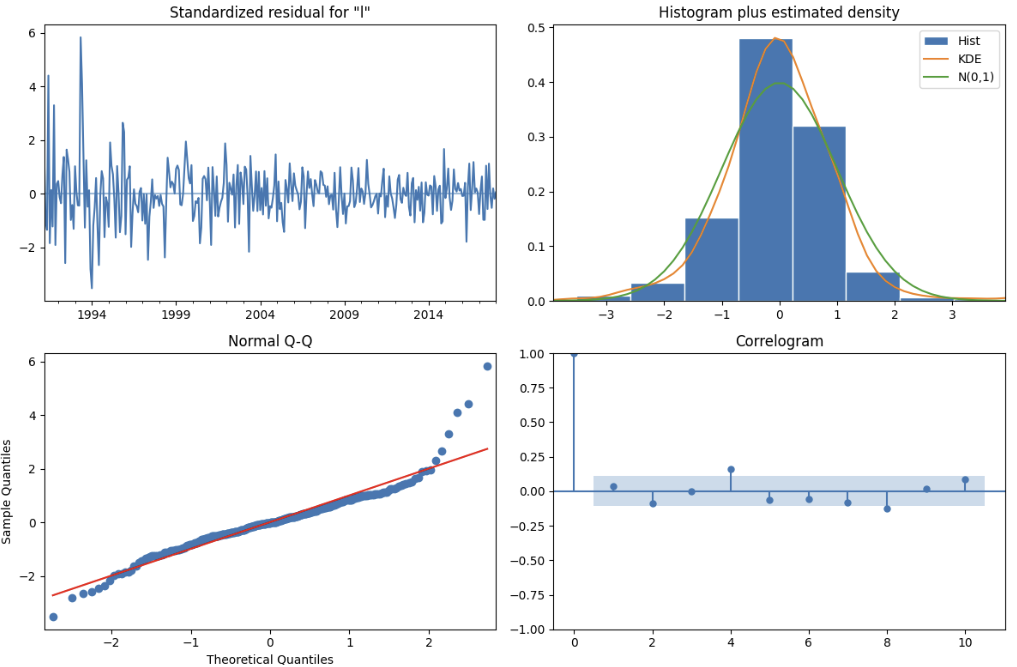 Standardized residual for "l"
6
4
2
0
−2
1994 1999 2004 2009 2014
Histogram plus estimated density
0.5
0.4
0.3
0.2
0.1
0.0
−3 −2 −1 0 1 2 3
Hist
KDE
N(0,1)
Normal Q-Q
Sample Quantiles
6
4
2
0
−2
−2 −1 0 1 2
Theoretical Quantiles
Correlogram
1.00
0.75
0.50
0.25
0.00
−0.25
−0.50
−0.75
−1.00
0 2 4 6 8 10